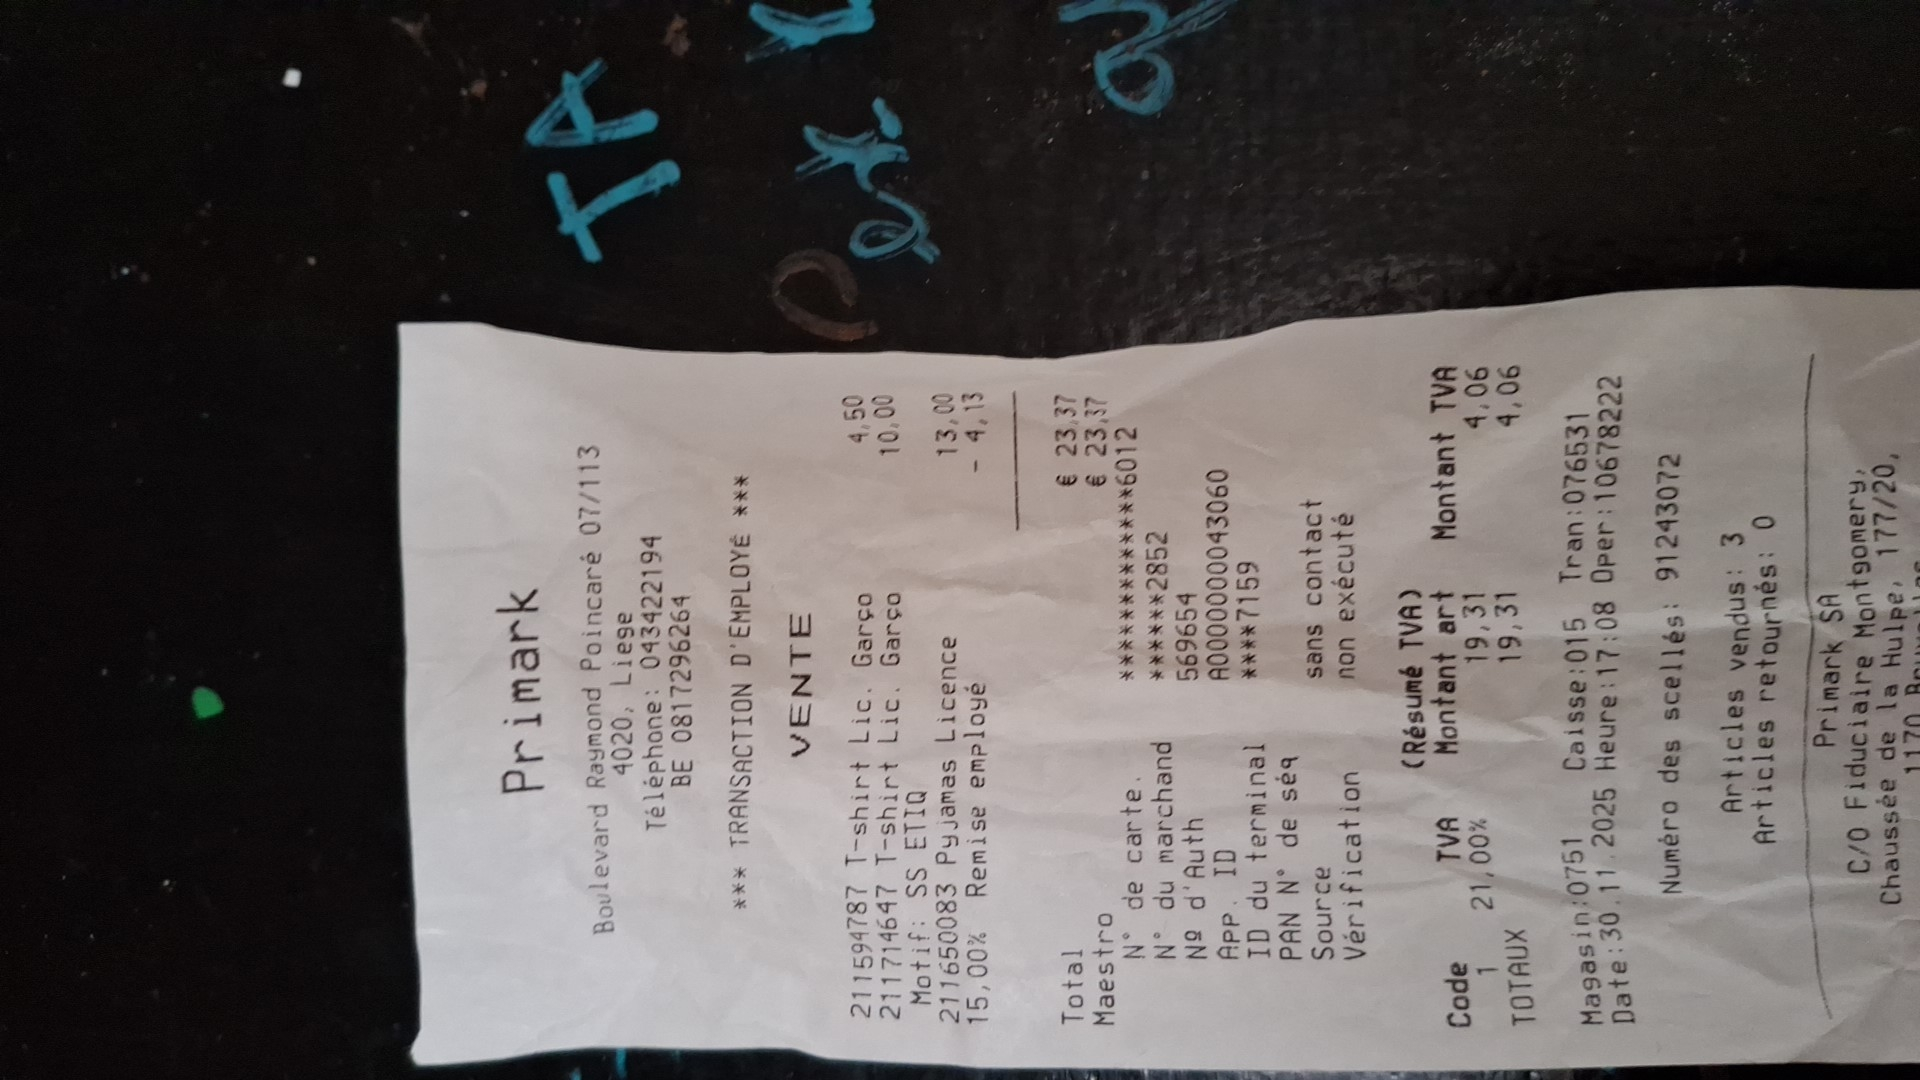 Primark
Boulevard Raymond Poincaré 07/113
4020, Liege
Téléphone: 043422194
BE 0817296264
*** TRANSACTION D'EMPLOYÉ ***
VENTE
211594787 T-shirt Lic. Garço 4,50
211714647 T-shirt Lic. Garço 10,00
Motif: SS ETIQ
211650083 Pyjamas Licence 13,00
15,00% Remise employé - 4,13
Total € 23,37
Maestro € 23,37
N° de carte. ***************6012
N° du marchand ******2852
Nº d'Auth 569654
App. ID A0000000043060
ID du terminal ****7159
PAN N° de séq
Source sans contact
Vérification non exécuté
(Résumé TVA)
Code TVA Montant art Montant TVA
1 21,00% 19,31 4,06
TOTAUX 19,31 4,06
Magasin:0751 Caisse:015 Tran:076531
Date:30.11.2025 Heure:17:08 Oper:10678222
Numéro des scellés: 91243072
Articles vendus: 3
Articles retournés: 0
Primark SA
C/O Fiduciaire Montgomery,
Chaussée de la Hulpe, 177/20,
1170
TA